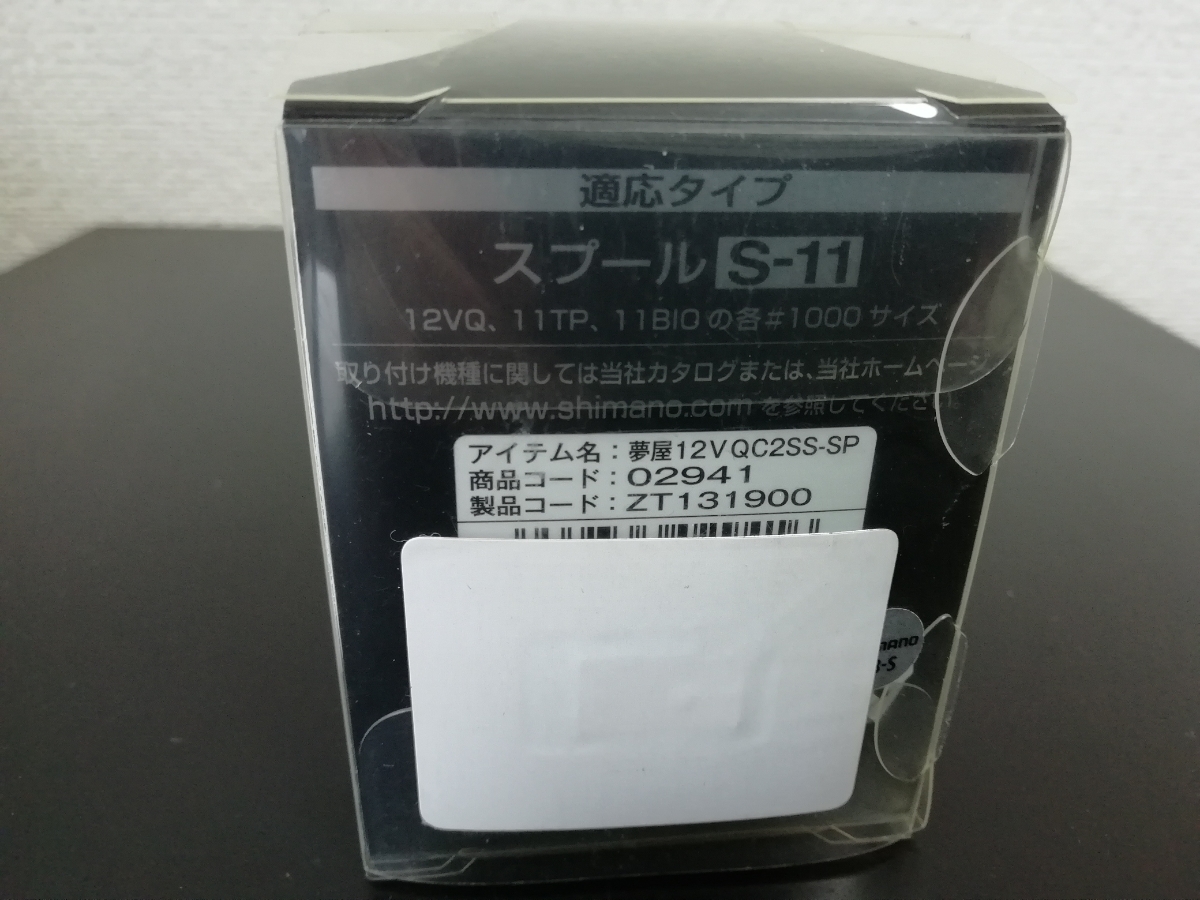 適応タイプ
スプール S-11
12VQ、11TP、11BIOの各#1000サイズ
取り付け機種に関しては当社カタログまたは、当社ホームページ
http://www.shimano.comを参照してください。
アイテム名：夢屋12VQC2SS-SP
商品コード：02941
製品コード：ZT131900